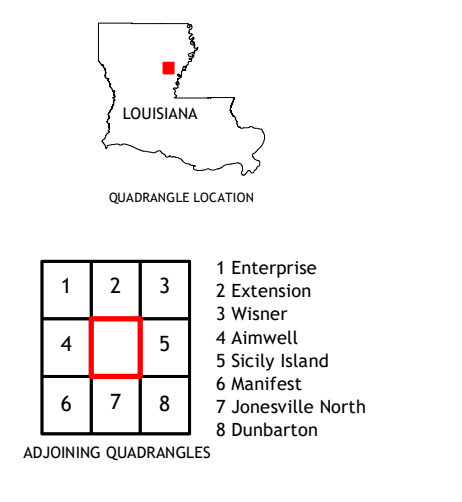 LOUISIANA
QUADRANGLE LOCATION
1 2 3
4 5
6 7 8
ADJOINING QUADRANGLES
1 Enterprise
2 Extension
3 Wisner
4 Aimwell
5 Sicily Island
6 Manifest
7 Jonesville North
8 Dunbarton